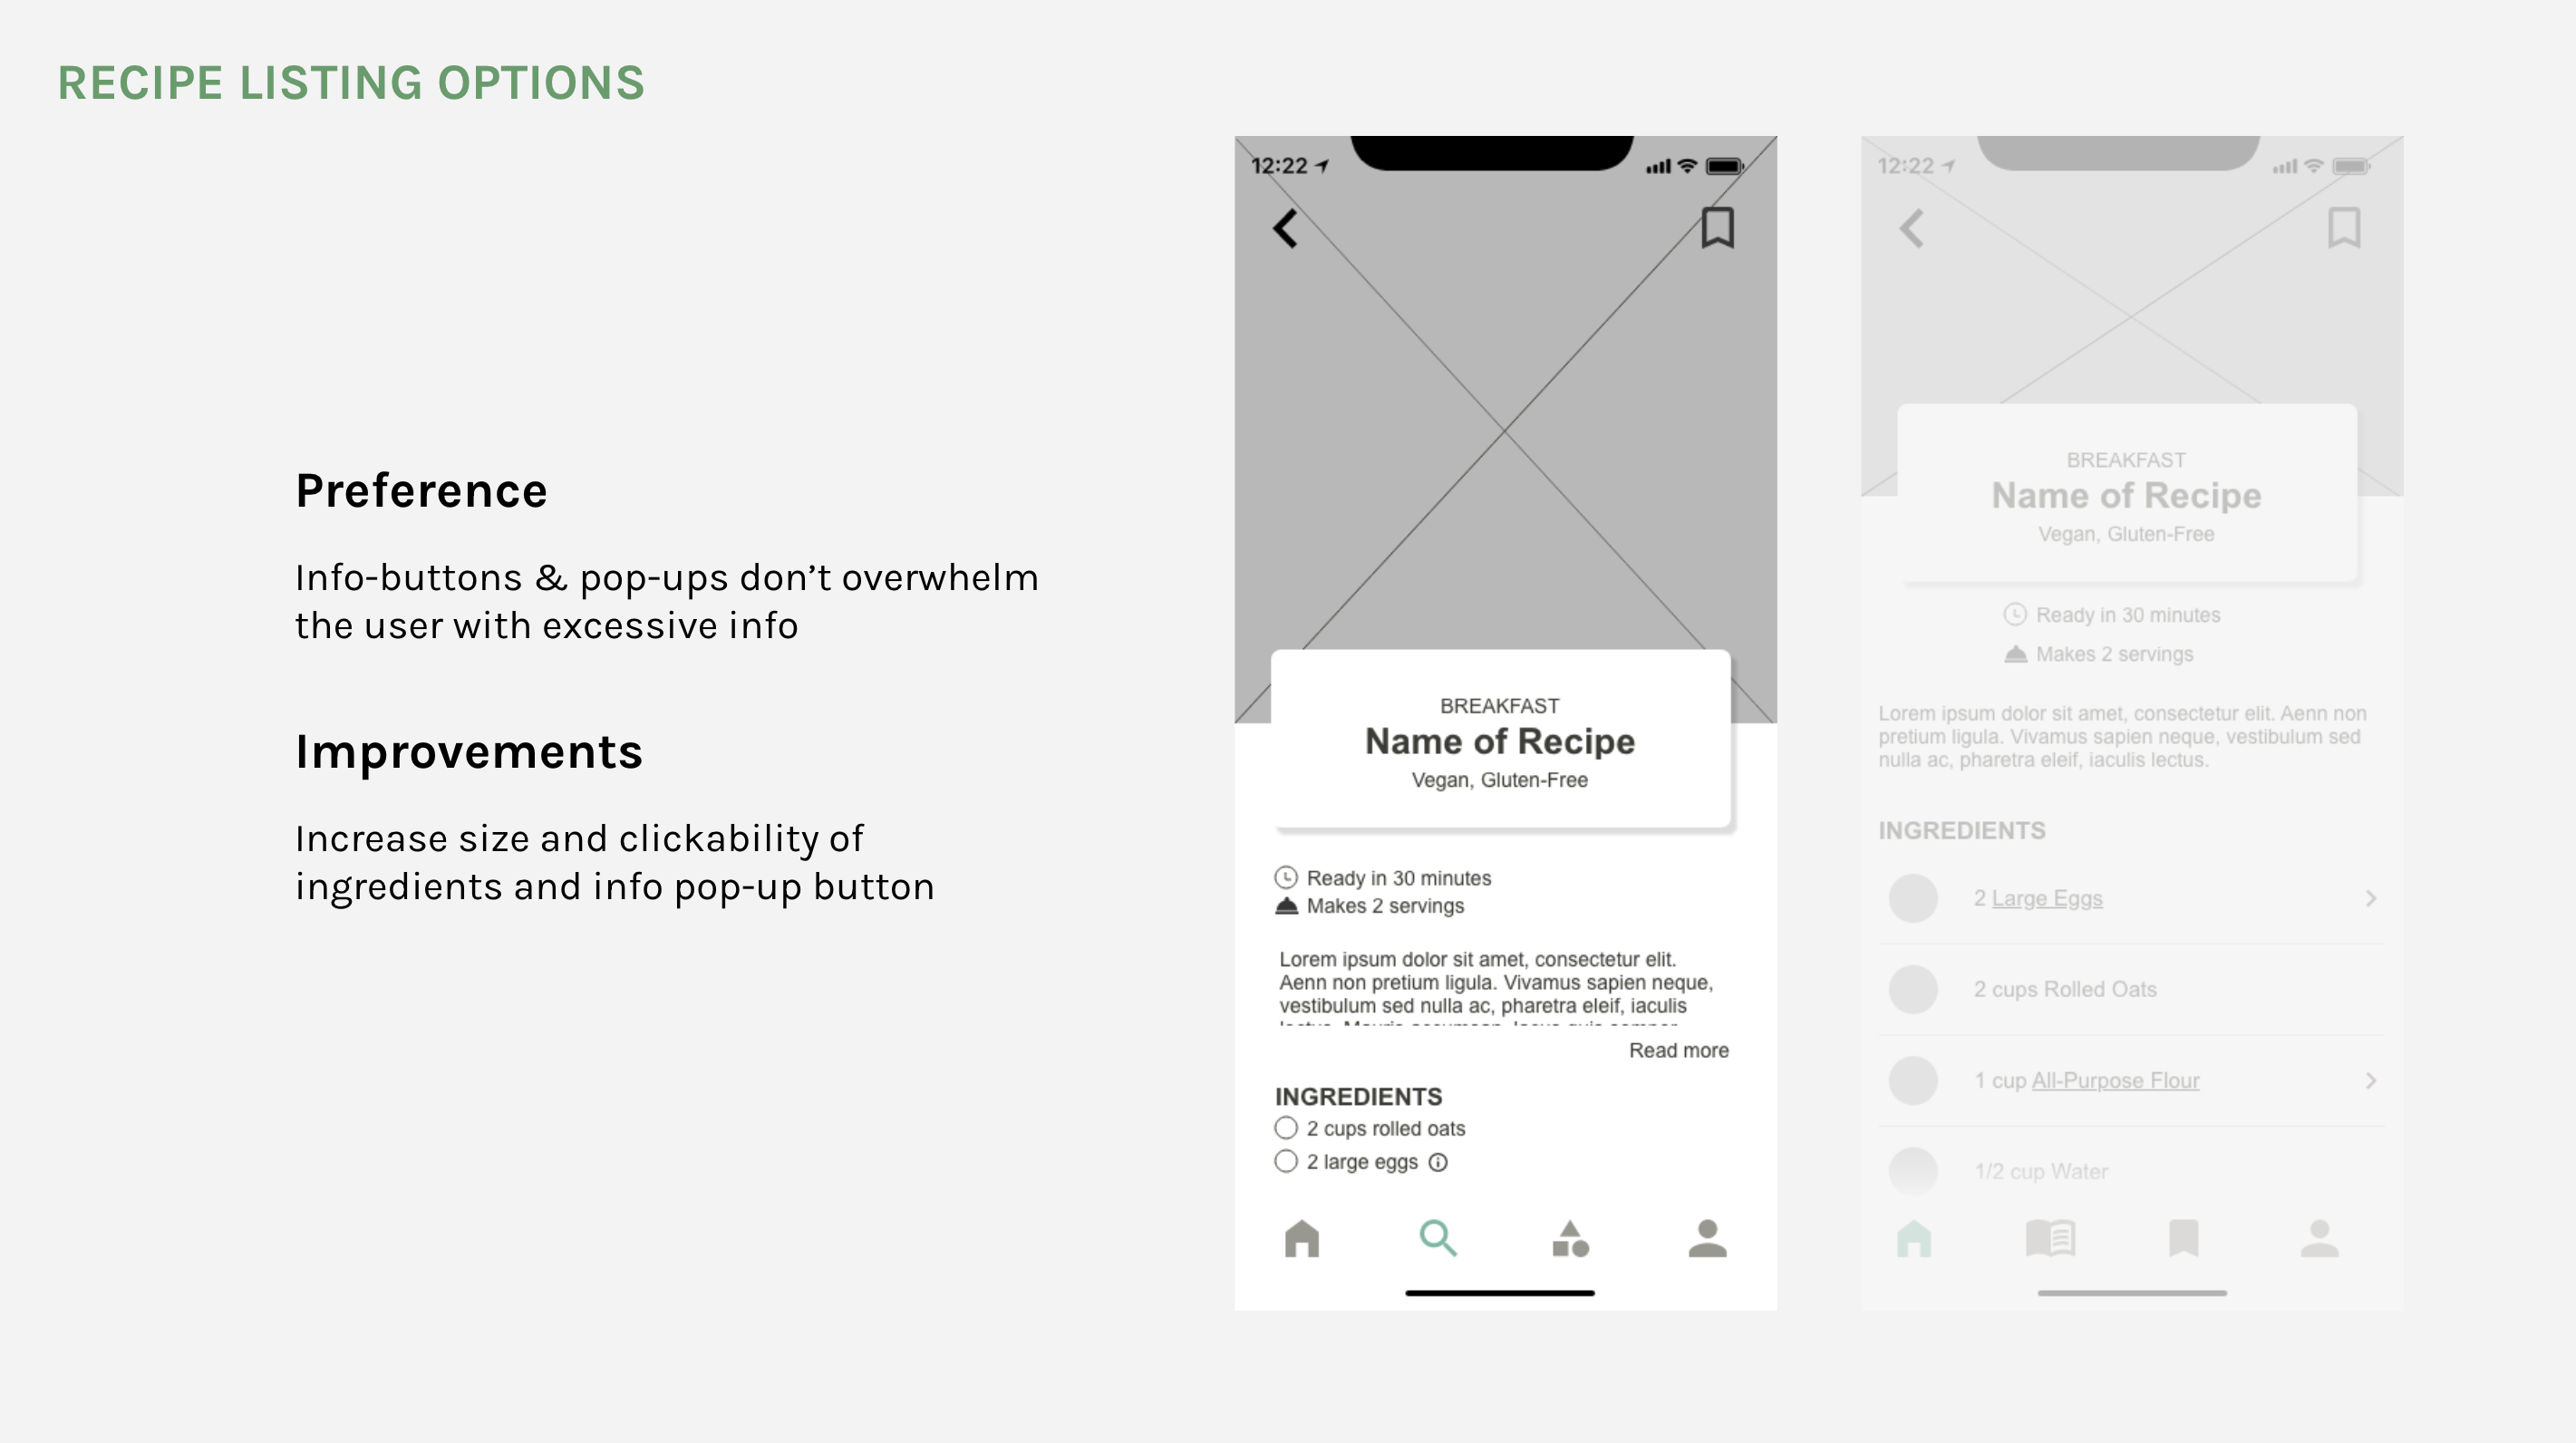 RECIPE LISTING OPTIONS
Preference
Info-buttons & pop-ups don’t overwhelm
the user with excessive info
Improvements
Increase size and clickability of
ingredients and info pop-up button
12:22
BREAKFAST
Name of Recipe
Vegan, Gluten-Free
Ready in 30 minutes
Makes 2 servings
Lorem ipsum dolor sit amet, consectetur elit.
Aenn non pretium ligula. Vivamus sapien neque,
vestibulum sed nulla ac, pharetra eleif, iaculis
Read more
INGREDIENTS
2 cups rolled oats
2 large eggs
12:22
BREAKFAST
Name of Recipe
Vegan, Gluten-Free
Ready in 30 minutes
Makes 2 servings
Lorem ipsum dolor sit amet, consectetur elit. Aenn non
pretium ligula. Vivamus sapien neque, vestibulum sed
nulla ac, pharetra eleif, iaculis lectus.
INGREDIENTS
2 Large Eggs
2 cups Rolled Oats
1 cup All-Purpose Flour
1/2 cup Water